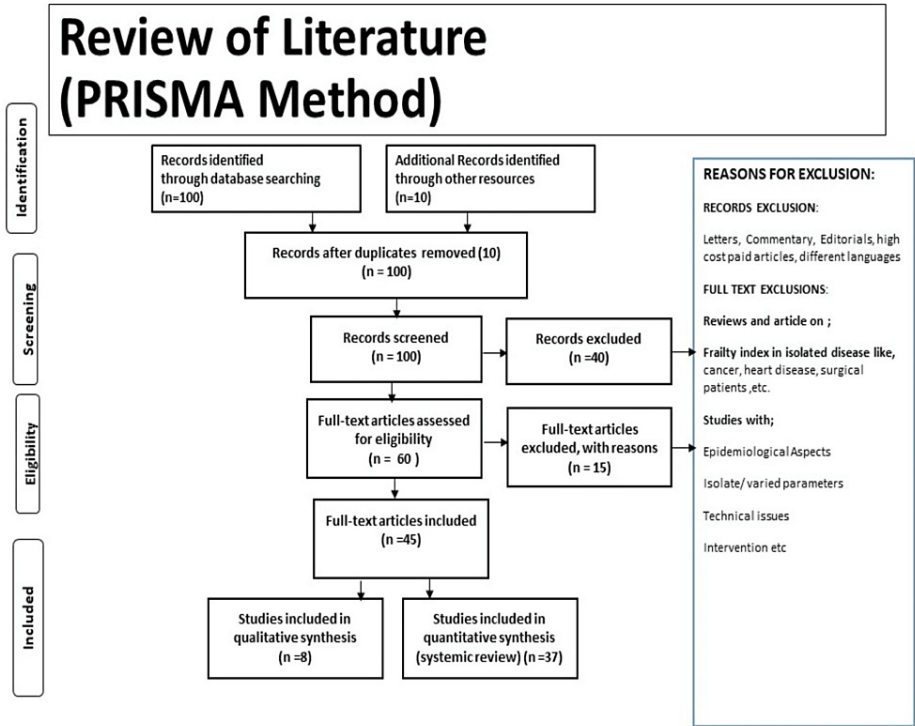 Review of Literature
(PRISMA Method)
Identification
Records identified
through database searching
(n=100)
Additional Records identified
through other resources
(n=10)
Records after duplicates removed (10)
(n = 100)
Screening
Records screened
(n = 100)
Records excluded
(n =40)
Eligibility
Full-text articles assessed
for eligibility
(n = 60 )
Full-text articles
excluded, with reasons
(n = 15)
Full-text articles included
(n =45)
Included
Studies included in
qualitative synthesis
(n =8)
Studies included in
quantitative synthesis
(systemic review) (n =37)
REASONS FOR EXCLUSION:
RECORDS EXCLUSION:
Letters, Commentary, Editorials, high
cost paid articles, different languages
FULL TEXT EXCLUSIONS:
Reviews and article on ;
Frailty index in isolated disease like,
cancer, heart disease, surgical
patients ,etc.
Studies with;
Epidemiological Aspects
Isolate/ varied parameters
Technical issues
Intervention etc